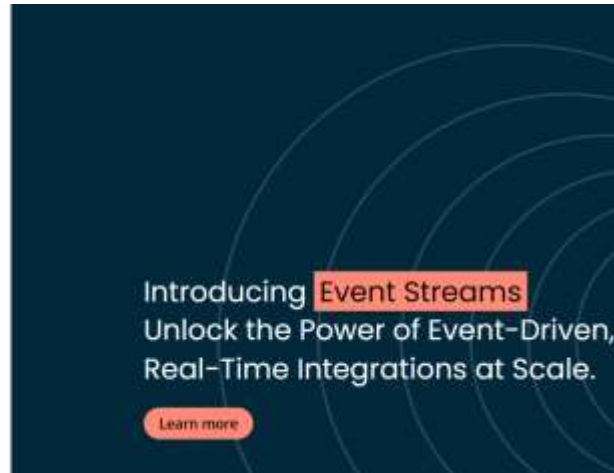 Introducing Event Streams
Unlock the Power of Event-Driven,
Real-Time Integrations at Scale.
Learn more